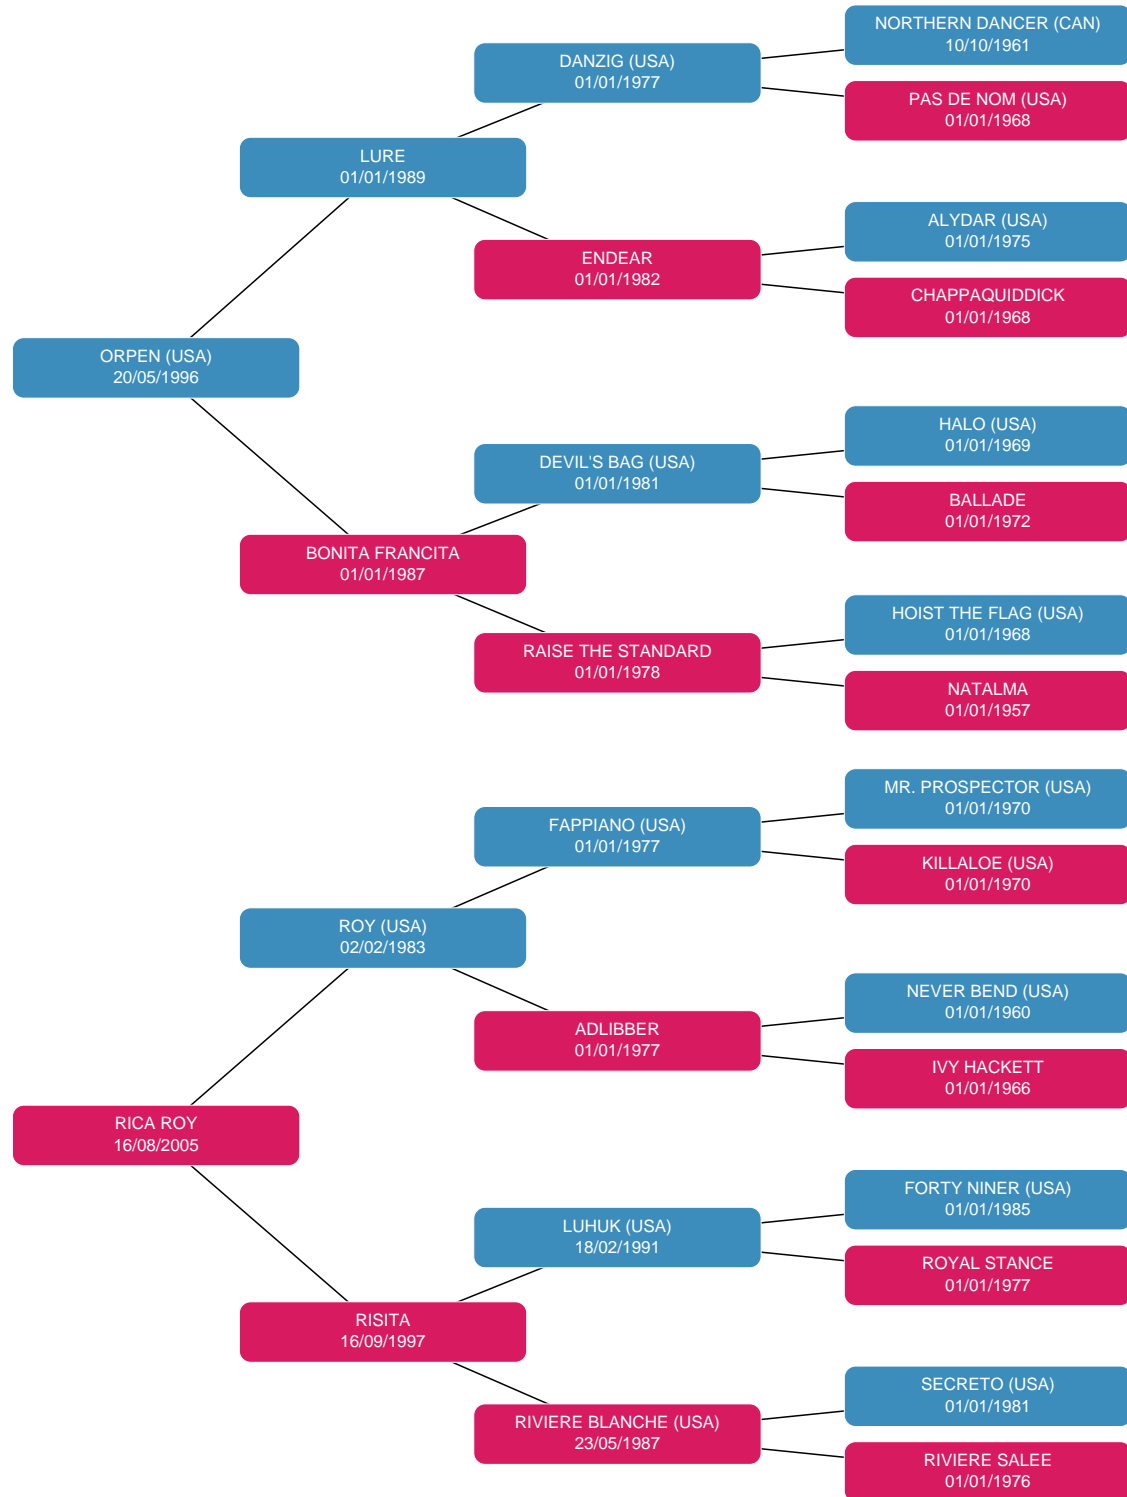 NORTHERN DANCER (CAN)
10/10/1961
DANZIG (USA)
01/01/1977
PAS DE NOM (USA)
01/01/1968
LURE
01/01/1989
ALYDAR (USA)
01/01/1975
ENDEAR
01/01/1982
CHAPPAQUIDDICK
01/01/1968
ORPEN (USA)
20/05/1996
HALO (USA)
01/01/1969
DEVIL'S BAG (USA)
01/01/1981
BALLADE
01/01/1972
BONITA FRANCITA
01/01/1987
HOIST THE FLAG (USA)
01/01/1968
RAISE THE STANDARD
01/01/1978
NATALMA
01/01/1957
MR. PROSPECTOR (USA)
01/01/1970
FAPPIANO (USA)
01/01/1977
KILLALOE (USA)
01/01/1970
ROY (USA)
02/02/1983
NEVER BEND (USA)
01/01/1960
ADLIBBER
01/01/1977
IVY HACKETT
01/01/1966
RICA ROY
16/08/2005
FORTY NINER (USA)
01/01/1985
LUHUK (USA)
18/02/1991
ROYAL STANCE
01/01/1977
RISITA
16/09/1997
SECRETO (USA)
01/01/1981
RIVIERE BLANCHE (USA)
23/05/1987
RIVIERE SALEE
01/01/1976